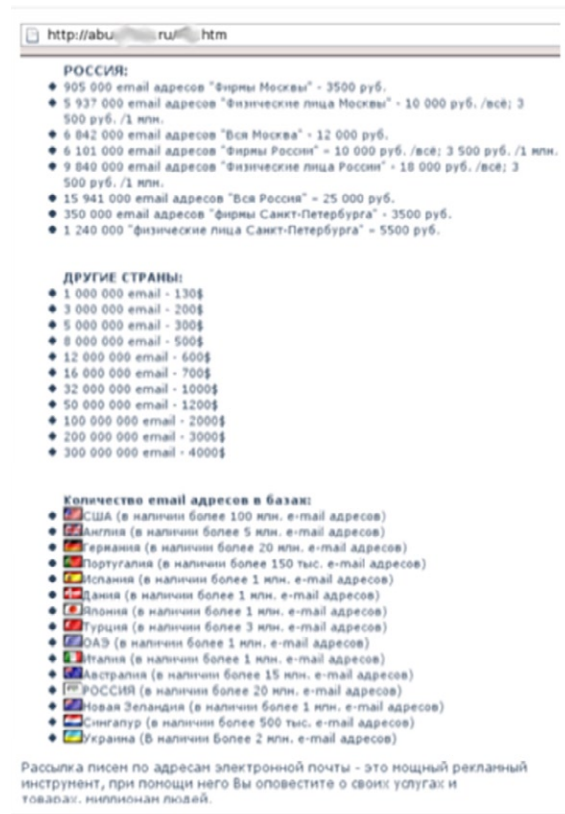 http://abu ru/ htm
РОССИЯ:
905 000 email адресов "Фирмы Москвы" - 3500 руб.
5 937 000 email адресов "Физические лица Москвы" - 10 000 руб. /всё; 3
500 руб. /1 млн.
6 842 000 email адресов "Вся Москва" - 12 000 руб.
6 101 000 email адресов "Фирмы России" - 10 000 руб. /всё; 3 500 руб. /1 млн.
9 840 000 email адресов "Физические лица России" - 18 000 руб. /всё; 3
500 руб. /1 млн.
15 941 000 email адресов "Вся Россия" - 25 000 руб.
350 000 email адресов "фирмы Санкт-Петербурга" - 3500 руб.
1 240 000 "физические лица Санкт-Петербурга" - 5500 руб.
ДРУГИЕ СТРАНЫ:
1 000 000 email - 130$
3 000 000 email - 200$
5 000 000 email - 300$
8 000 000 email - 500$
12 000 000 email - 600$
16 000 000 email - 700$
32 000 000 email - 1000$
50 000 000 email - 1200$
100 000 000 email - 2000$
200 000 000 email - 3000$
300 000 000 email - 4000$
Количество email адресов в базах:
США (в наличии более 100 млн. e-mail адресов)
Англия (в наличии более 5 млн. e-mail адресов)
Германия (в наличии более 20 млн. e-mail адресов)
Португалия (в наличии более 150 тыс. e-mail адресов)
Испания (в наличии более 1 млн. e-mail адресов)
Дания (в наличии более 1 млн. e-mail адресов)
Япония (в наличии более 1 млн. e-mail адресов)
Турция (в наличии более 3 млн. e-mail адресов)
ОАЭ (в наличии более 1 млн. e-mail адресов)
Италия (в наличии более 1 млн. e-mail адресов)
Австралия (в наличии более 15 млн. e-mail адресов)
РОССИЯ (в наличии более 20 млн. e-mail адресов)
Новая Зеландия (в наличии более 1 млн. e-mail адресов)
Сингапур (в наличии более 500 тыс. e-mail адресов)
Украина (В наличии Более 2 млн. e-mail адресов)
Рассылка писем по адресам электронной почты - это мощный рекламный
инструмент, при помощи него Вы оповестите о своих услугах и
товарах, миллионам людей.